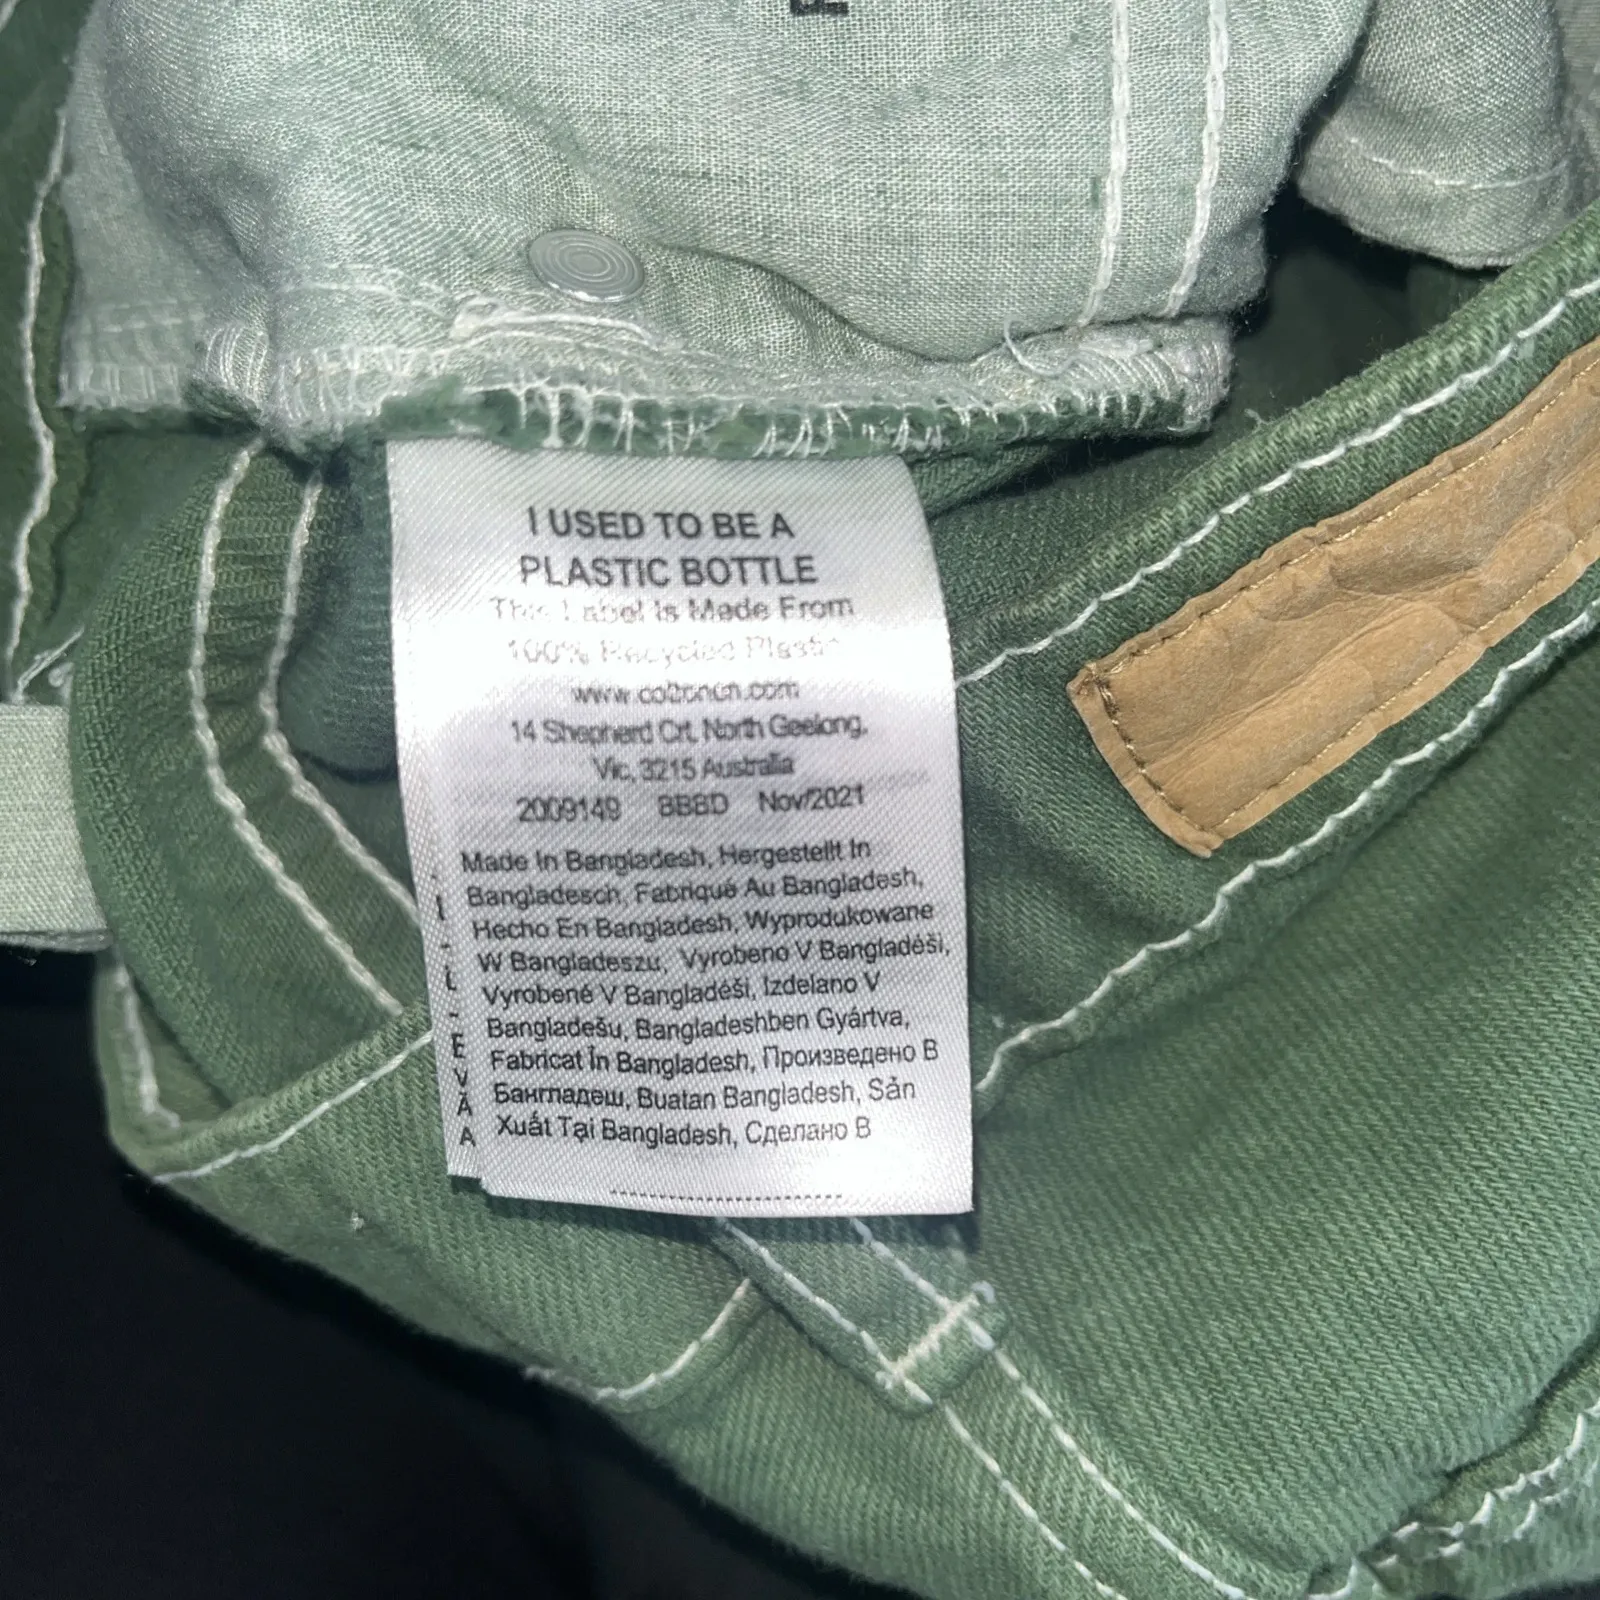 I USED TO BE A
PLASTIC BOTTLE
This Label Is Made From
100% Recycled Plastic
www.cottonon.com
14 Shepherd Crt, North Geelong,
Vic, 3215 Australia
2009149 BBBD Nov/2021
Made In Bangladesh, Hergestellt In
Bangladesch, Fabriqué Au Bangladesh,
Hecho En Bangladesh, Wyprodukowane
W Bangladeszu, Vyrobeno V Bangladéši,
Vyrobené V Bangladéši, Izdelano V
Bangladešu, Bangladeshben Gyártva,
Fabricat În Bangladesh, Произведено В
Бангладеш, Buatan Bangladesh, Sản
Xuất Tại Bangladesh, Сделано В